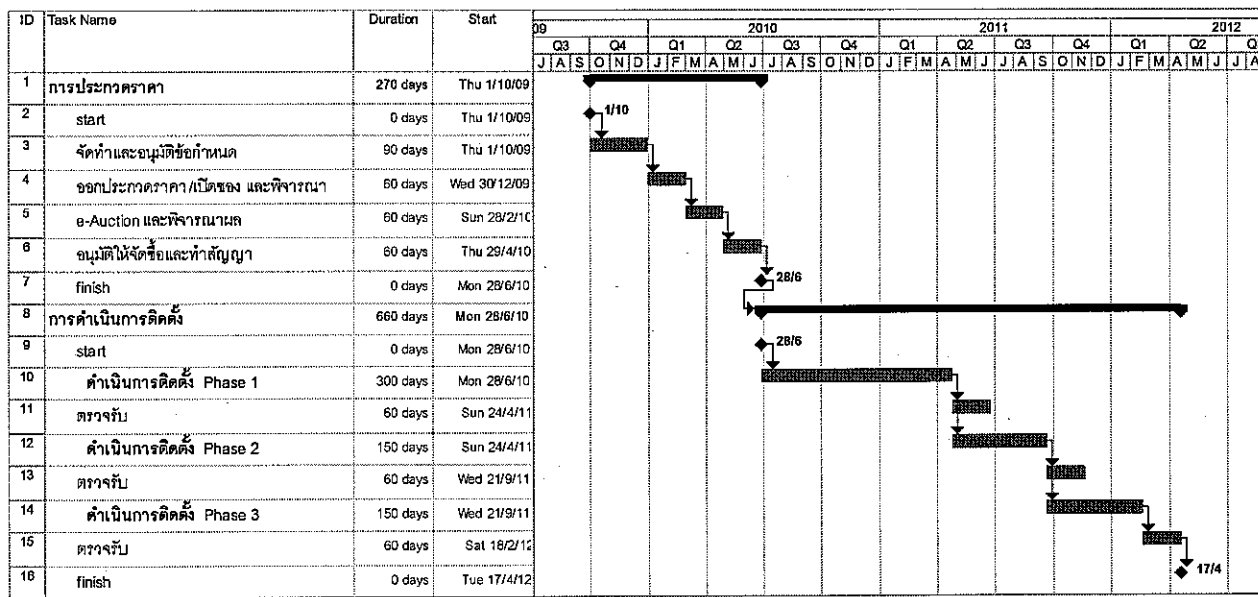 ID Task Name Duration Start
09 2010 2011 2012
Q3 Q4 Q1 Q2 Q3 Q4 Q1 Q2 Q3 Q4 Q1 Q2 Q
J A S O N D J F M A M J J A S O N D J F M A M J J A S O N D J F M A M J J A
1 การประกวดราคา 270 days Thu 1/10/09
2 start 0 days Thu 1/10/09 1/10
3 จัดทำและอนุมัติข้อกำหนด 90 days Thu 1/10/09
4 ออกประกวดราคา/เปิดซอง และพิจารณา 60 days Wed 30/12/09
5 e-Auction และพิจารณาผล 60 days Sun 28/2/10
6 อนุมัติให้จัดซื้อและทำสัญญา 60 days Thu 29/4/10
7 finish 0 days Mon 28/6/10 28/6
8 การดำเนินการติดตั้ง 660 days Mon 28/6/10
9 start 0 days Mon 28/6/10 28/6
10 ดำเนินการติดตั้ง Phase 1 300 days Mon 28/6/10
11 ตรวจรับ 60 days Sun 24/4/11
12 ดำเนินการติดตั้ง Phase 2 150 days Sun 24/4/11
13 ตรวจรับ 60 days Wed 21/9/11
14 ดำเนินการติดตั้ง Phase 3 150 days Wed 21/9/11
15 ตรวจรับ 60 days Sat 18/2/12
16 finish 0 days Tue 17/4/12 17/4